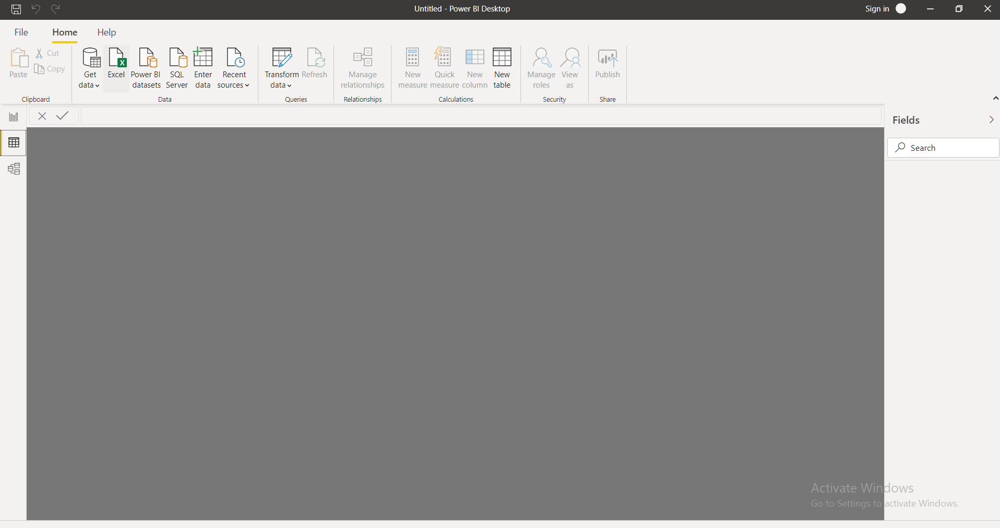 Untitled - Power BI Desktop
Sign in
File
Home
Help
Paste
Cut
Copy
Clipboard
Get
data
Excel
Power BI
datasets
SQL
Server
Enter
data
Recent
sources
Data
Transform
data
Refresh
Queries
Manage
relationships
Relationships
New
measure
Quick
measure
New
column
New
table
Calculations
Manage
roles
View
as
Security
Publish
Share
Fields
Search
Activate Windows
Go to Settings to activate Windows.